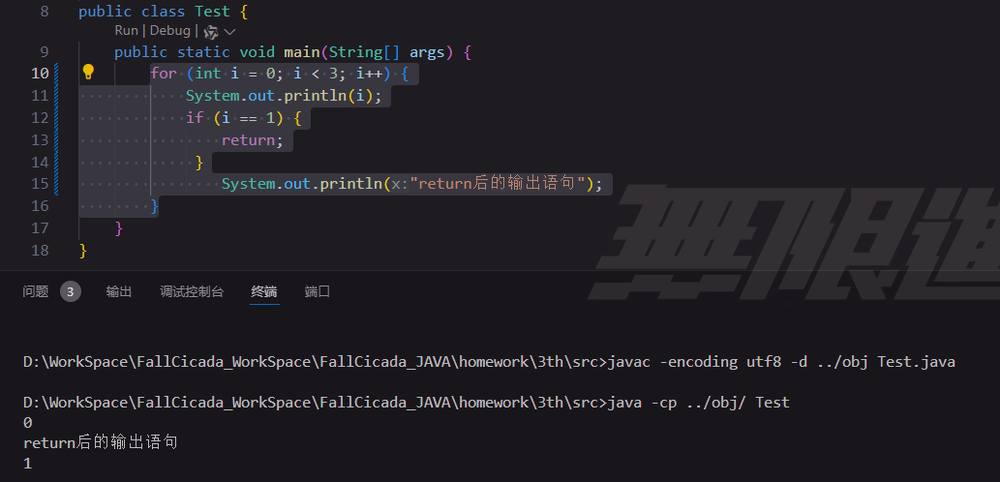 8 public class Test {
Run | Debug |
9 public static void main(String[] args) {
10 for (int i = 0; i < 3; i++) {
11 System.out.println(i);
12 if (i == 1) {
13 return;
14 }
15 System.out.println(x:"return后的输出语句");
16 }
17 }
18 }
無限進
问题 3 输出 调试控制台 终端 端口
D:\WorkSpace\FallCicada_WorkSpace\FallCicada_JAVA\homework\3th\src>javac -encoding utf8 -d ../obj Test.java
D:\WorkSpace\FallCicada_WorkSpace\FallCicada_JAVA\homework\3th\src>java -cp ../obj/ Test
0
return后的输出语句
1